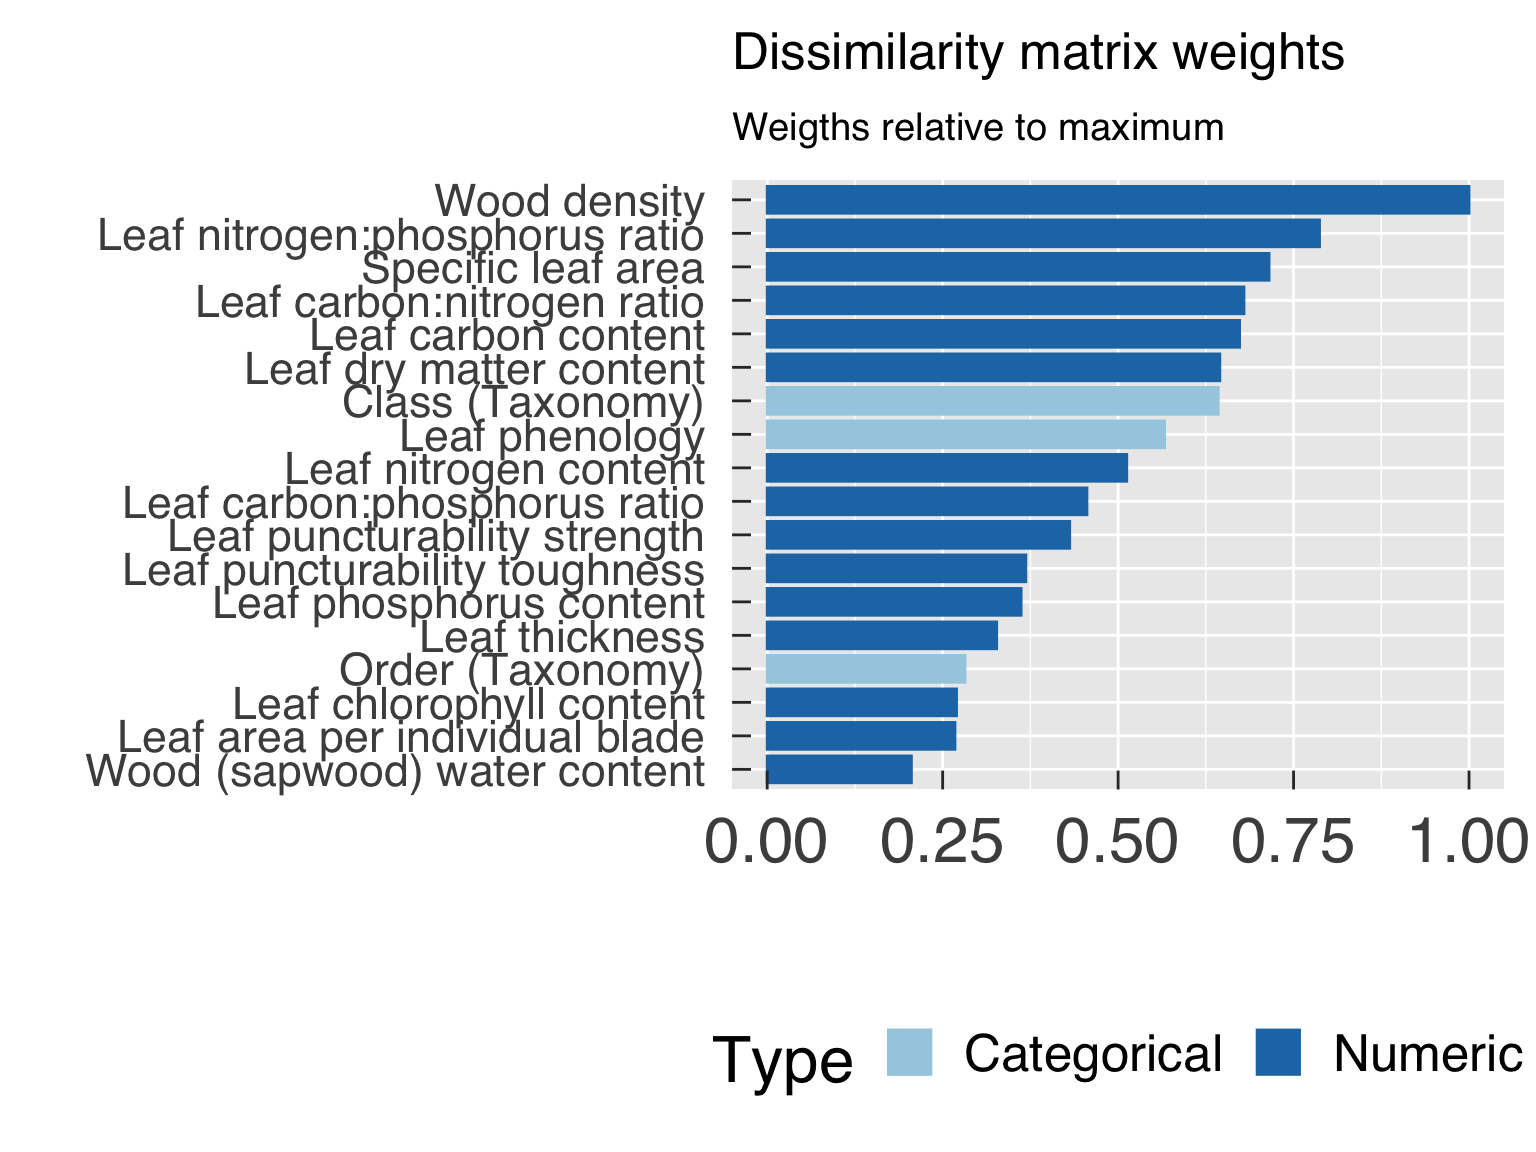 Dissimilarity matrix weights
Weigths relative to maximum
Wood density
Leaf nitrogen:phosphorus ratio
Specific leaf area
Leaf carbon:nitrogen ratio
Leaf carbon content
Leaf dry matter content
Class (Taxonomy)
Leaf phenology
Leaf nitrogen content
Leaf carbon:phosphorus ratio
Leaf puncturability strength
Leaf puncturability toughness
Leaf phosphorus content
Leaf thickness
Order (Taxonomy)
Leaf chlorophyll content
Leaf area per individual blade
Wood (sapwood) water content
0.00 0.25 0.50 0.75 1.00
Type Categorical Numeric